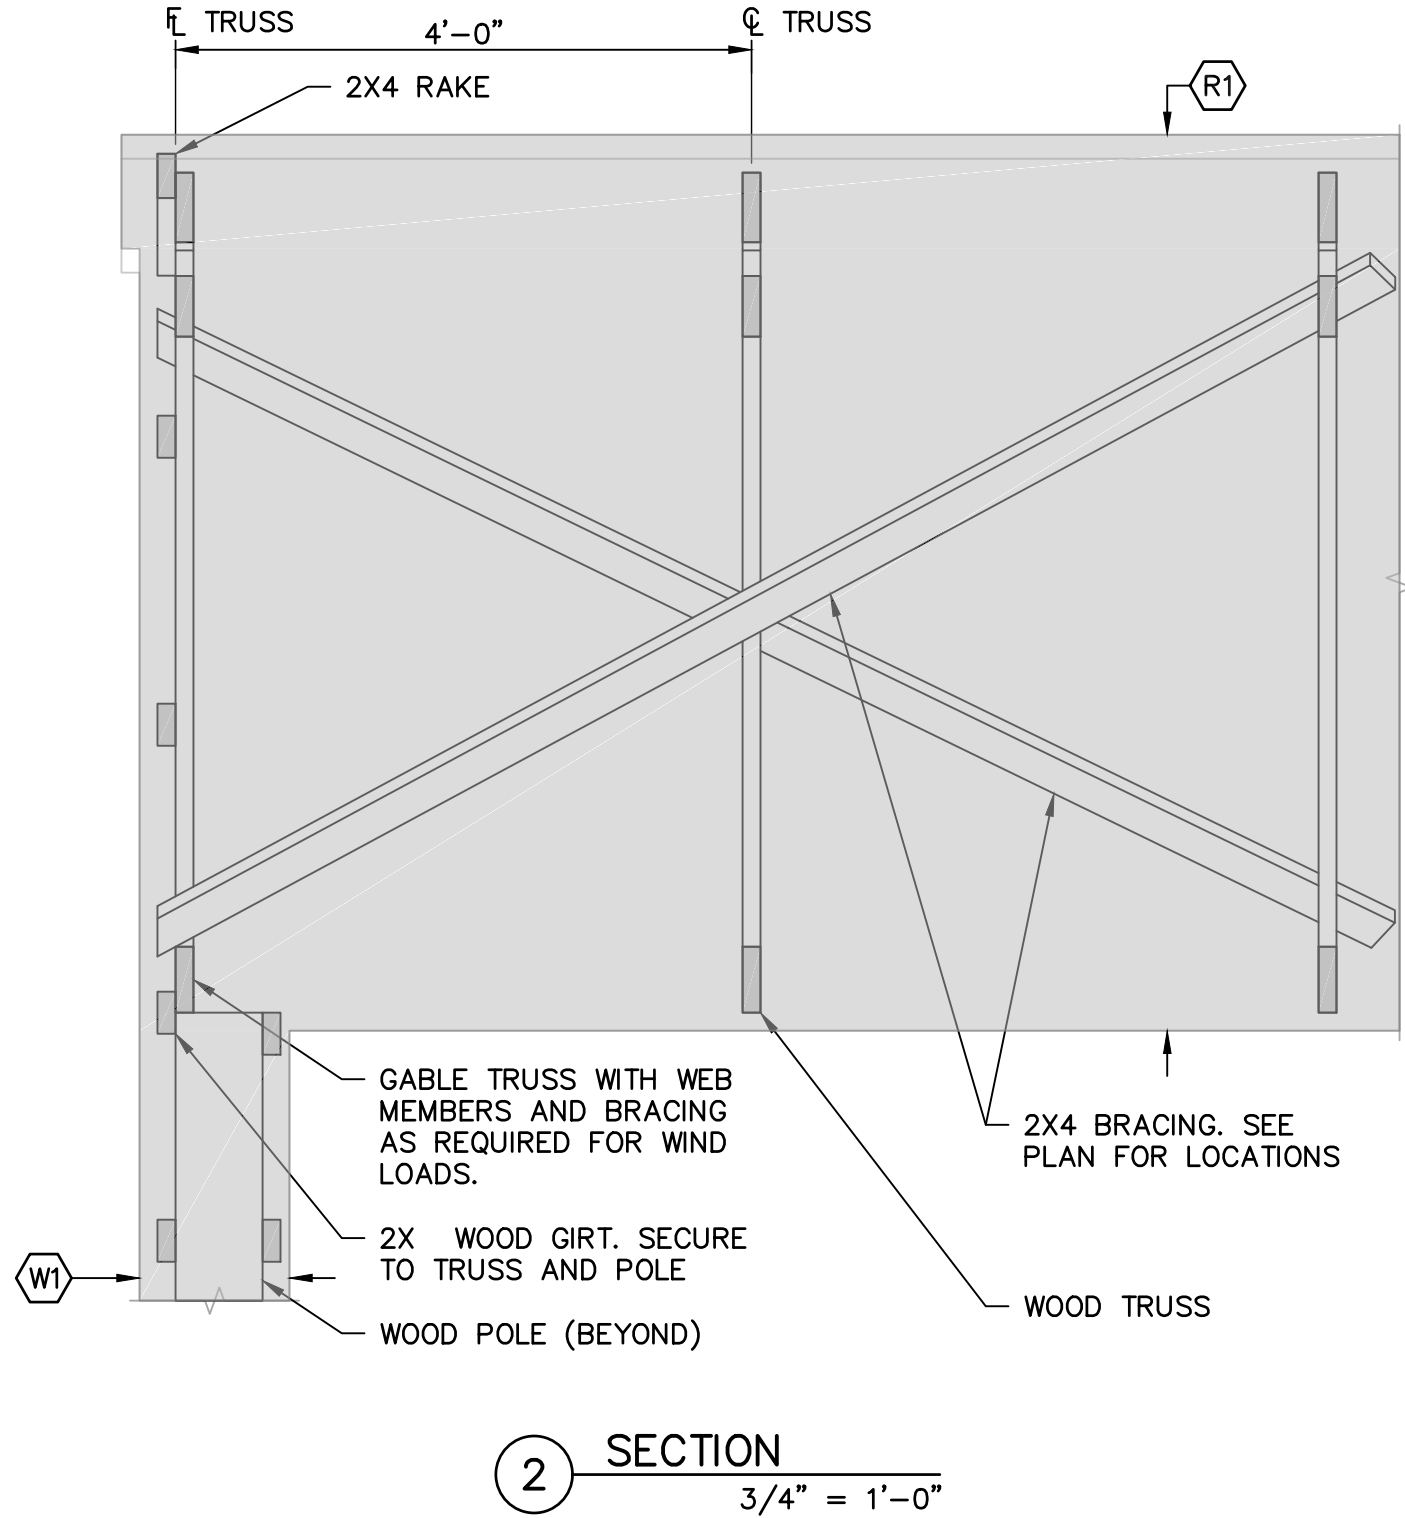 FL TRUSS
CL TRUSS
4'-0"
2X4 RAKE
R1
GABLE TRUSS WITH WEB
MEMBERS AND BRACING
AS REQUIRED FOR WIND
LOADS.
2X4 BRACING. SEE
PLAN FOR LOCATIONS
2X WOOD GIRT. SECURE
TO TRUSS AND POLE
W1
WOOD TRUSS
WOOD POLE (BEYOND)
2
SECTION
3/4" = 1'-0"